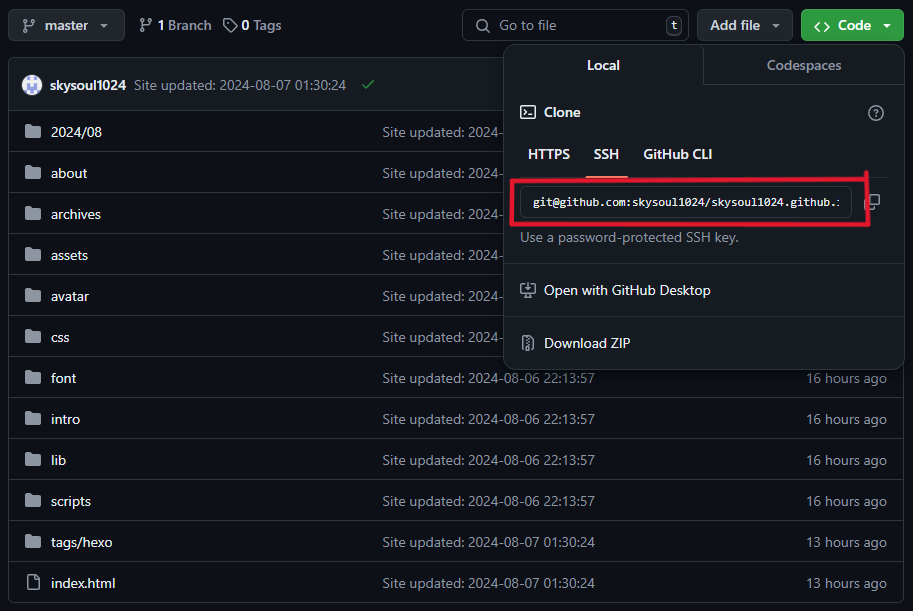 master 1 Branch 0 Tags Go to file t Add file Code
Local Codespaces
skysoul1024 Site updated: 2024-08-07 01:30:24
Clone
2024/08 Site updated: 2024-
HTTPS SSH GitHub CLI
about Site updated: 2024-
git@github.com:skysoul1024/skysoul1024.github.
archives Site updated: 2024-
Use a password-protected SSH key.
assets Site updated: 2024-
Open with GitHub Desktop
avatar Site updated: 2024-
css Site updated: 2024-
Download ZIP
font Site updated: 2024-08-06 22:13:57 16 hours ago
intro Site updated: 2024-08-06 22:13:57 16 hours ago
lib Site updated: 2024-08-06 22:13:57 16 hours ago
scripts Site updated: 2024-08-06 22:13:57 16 hours ago
tags/hexo Site updated: 2024-08-07 01:30:24 13 hours ago
index.html Site updated: 2024-08-07 01:30:24 13 hours ago